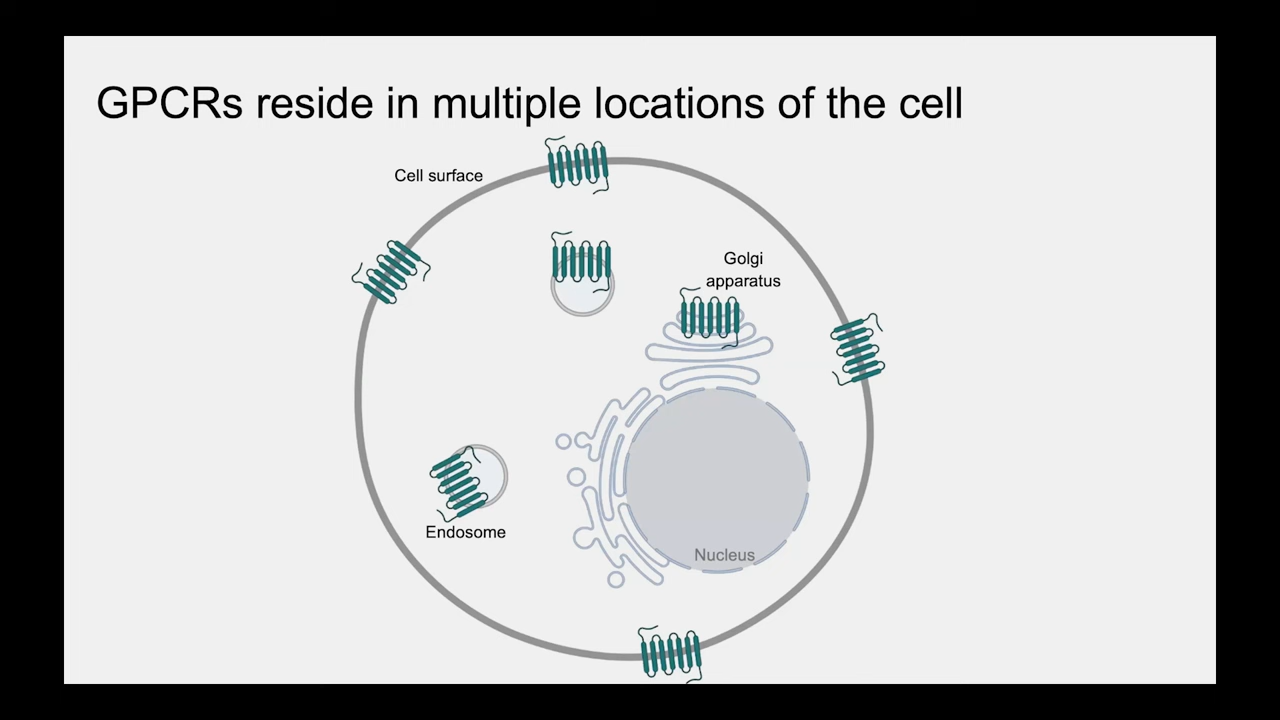 GPCRs reside in multiple locations of the cell
Cell surface
Golgi
apparatus
Endosome
Nucleus